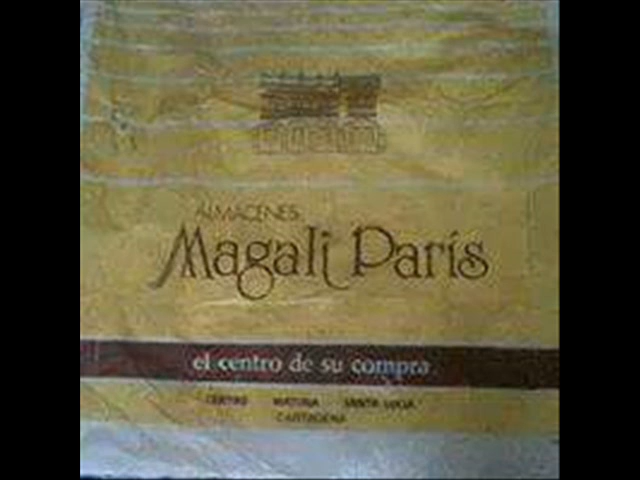 ALMACENES
Magali París
el centro de su compra
CENTRO MATUNA SANTA LUCIA
CARTAGENA